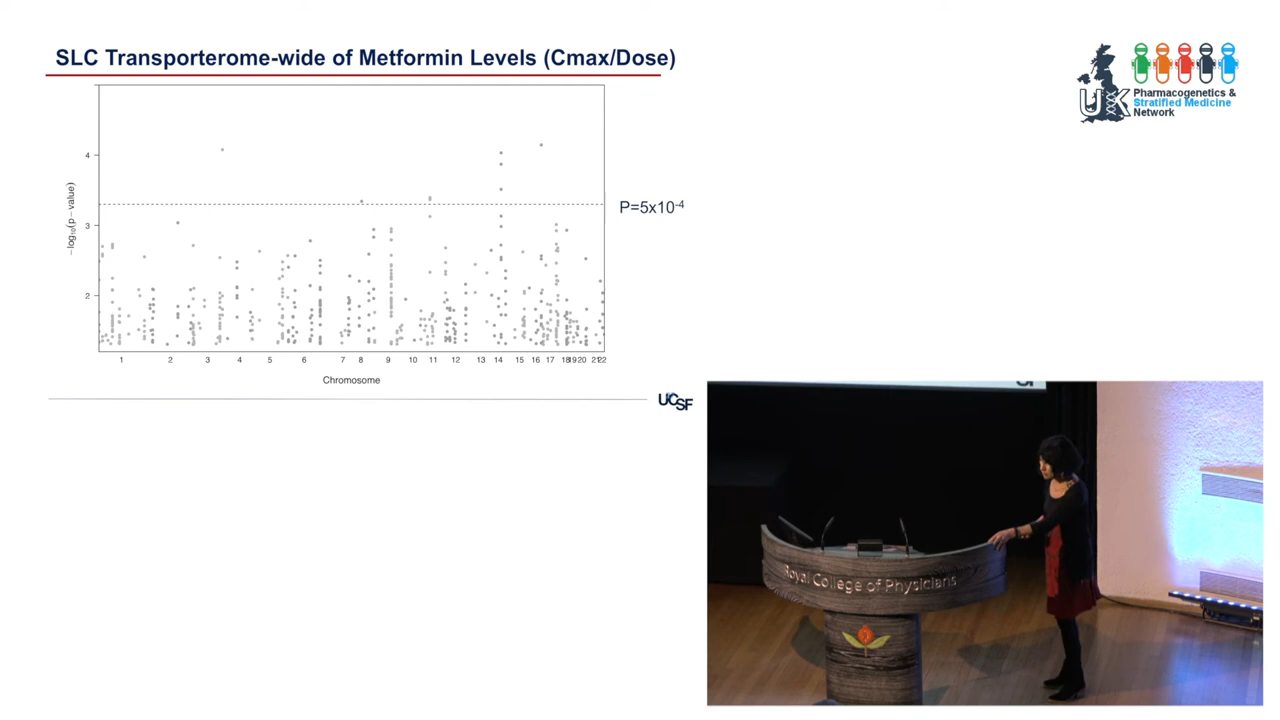 SLC Transporterome-wide of Metformin Levels (Cmax/Dose)
UK
Pharmacogenetics &
Stratified Medicine
Network
4
3
2
−log10(p − value)
P=5x10-4
1 2 3 4 5 6 7 8 9 10 11 12 13 14 15 16 17 18 19 20 21 22
Chromosome
UCSF
Royal College of Physicians